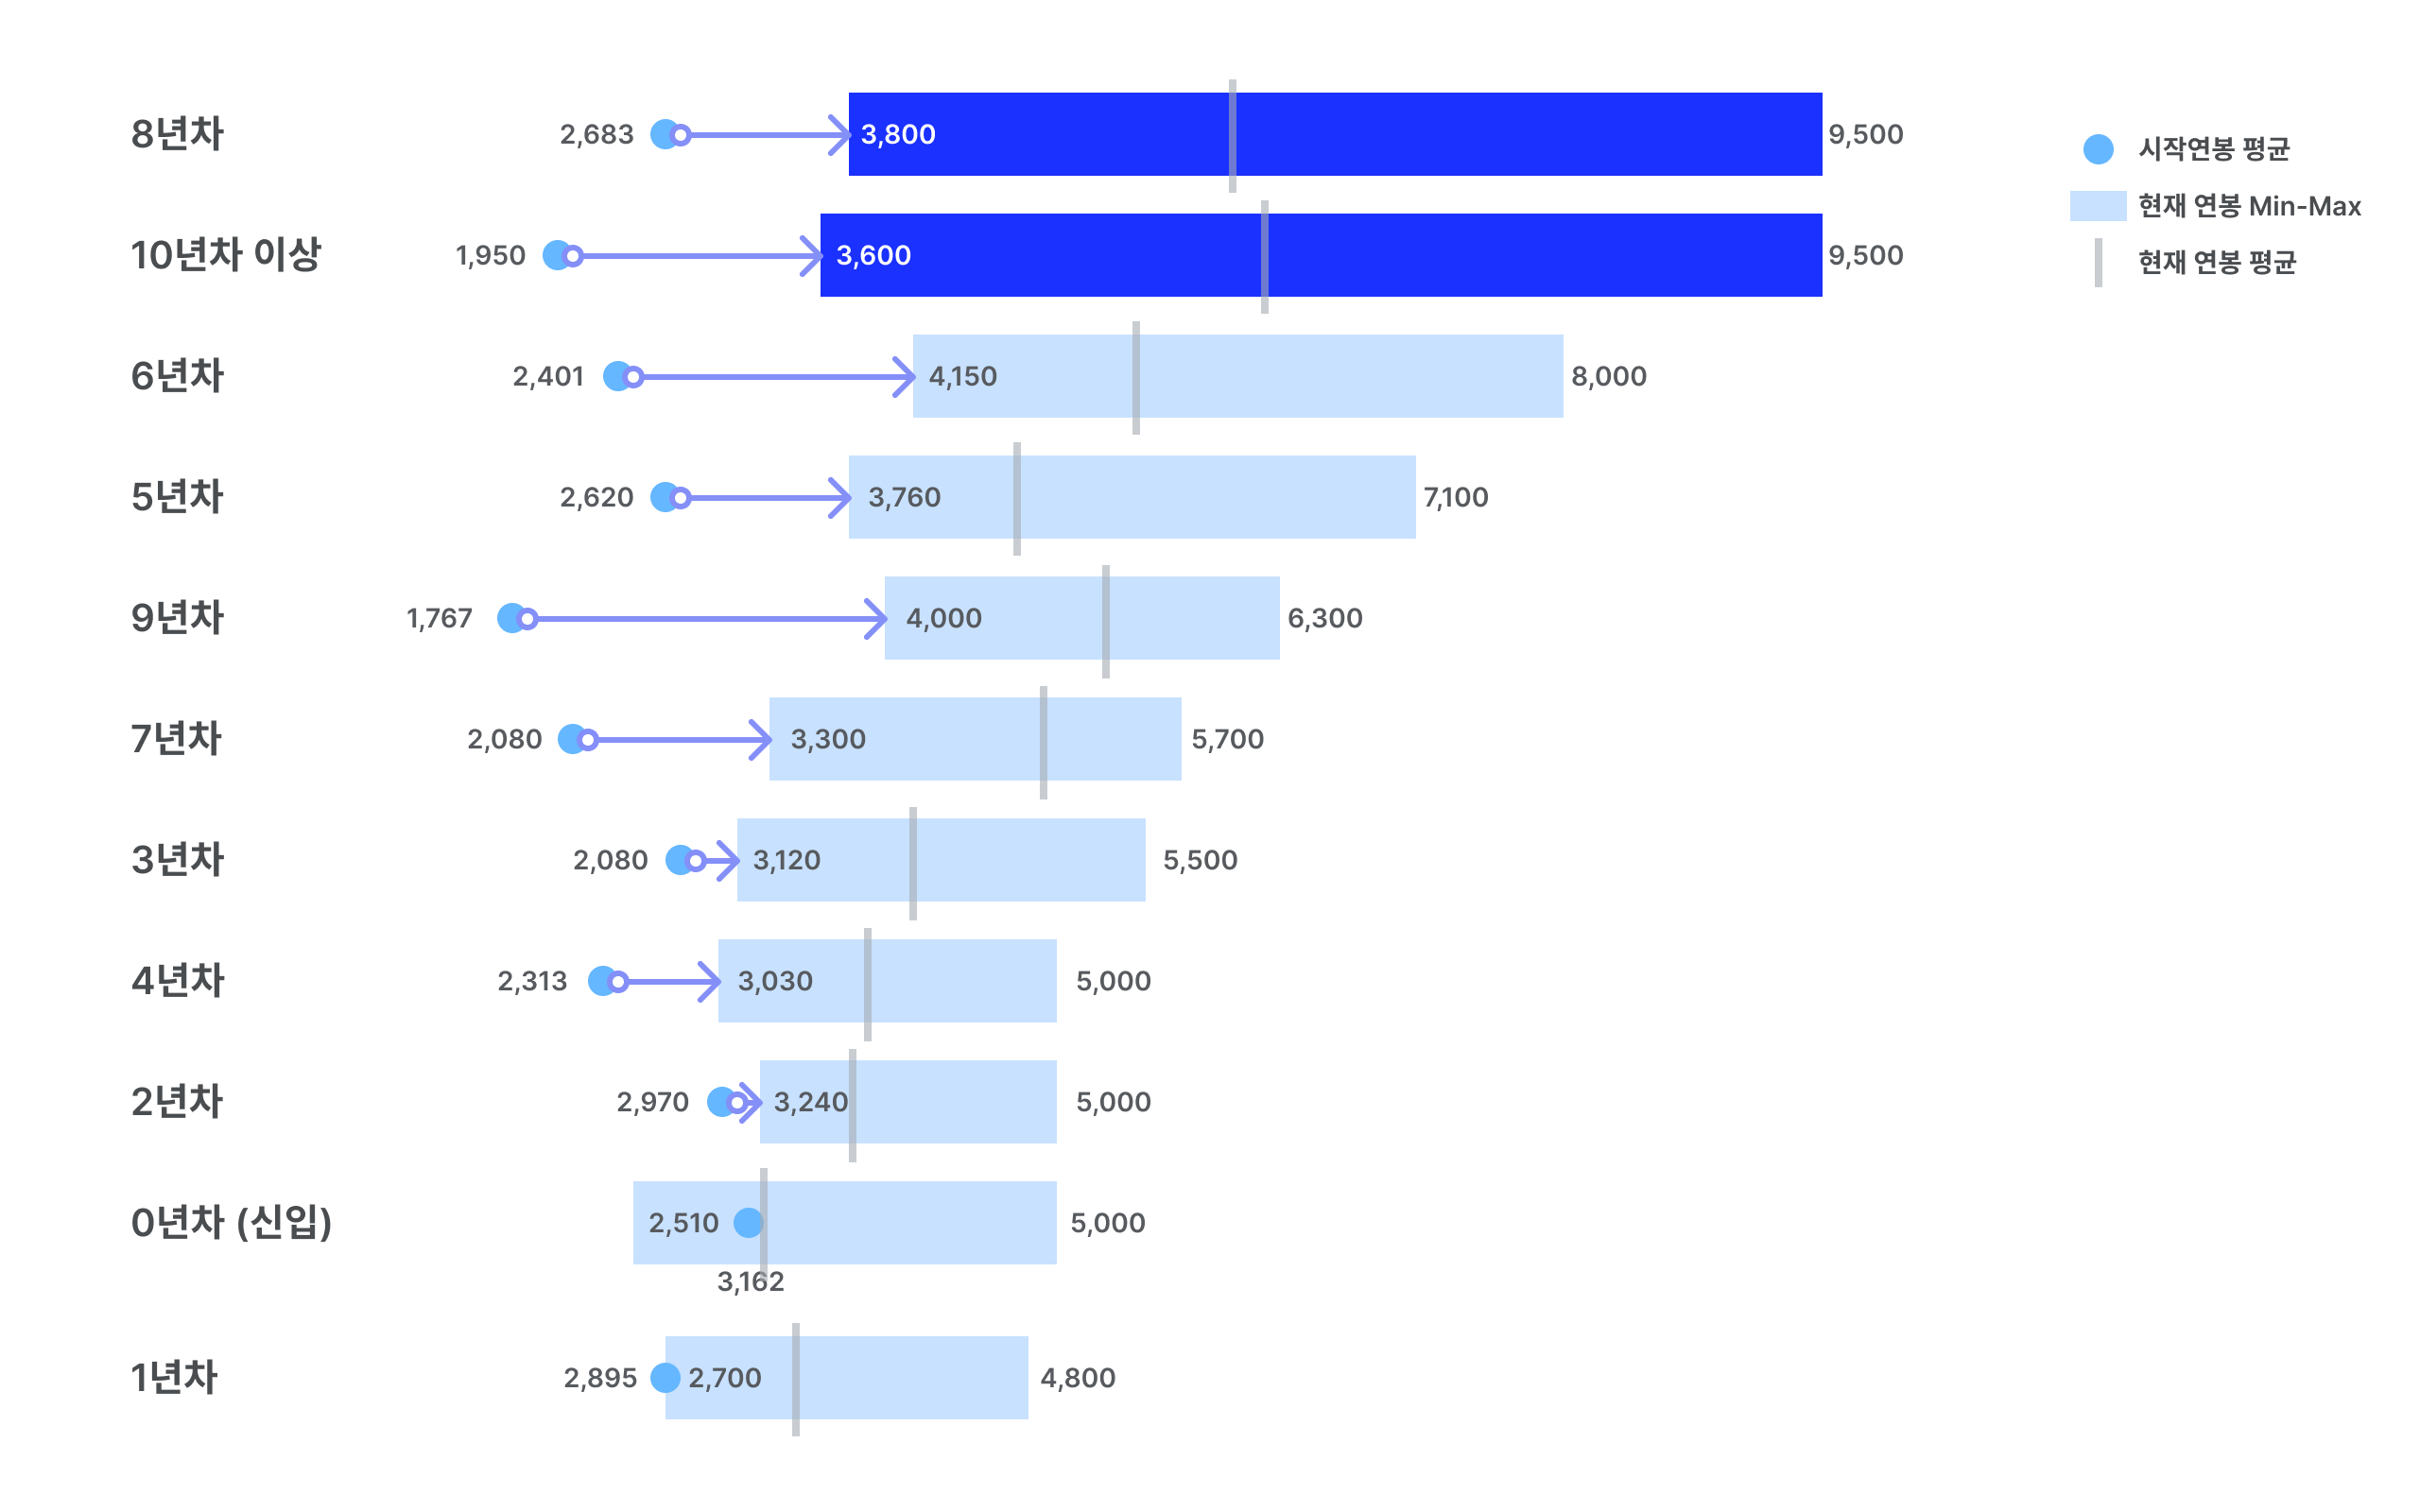 8년차 2,683 3,800 9,500
시작연봉 평균
현재 연봉 Min-Max
현재 연봉 평균
10년차 이상 1,950 3,600 9,500
6년차 2,401 4,150 8,000
5년차 2,620 3,760 7,100
9년차 1,767 4,000 6,300
7년차 2,080 3,300 5,700
3년차 2,080 3,120 5,500
4년차 2,313 3,030 5,000
2년차 2,970 3,240 5,000
0년차 (신입) 2,510 5,000
3,162
1년차 2,895 2,700 4,800